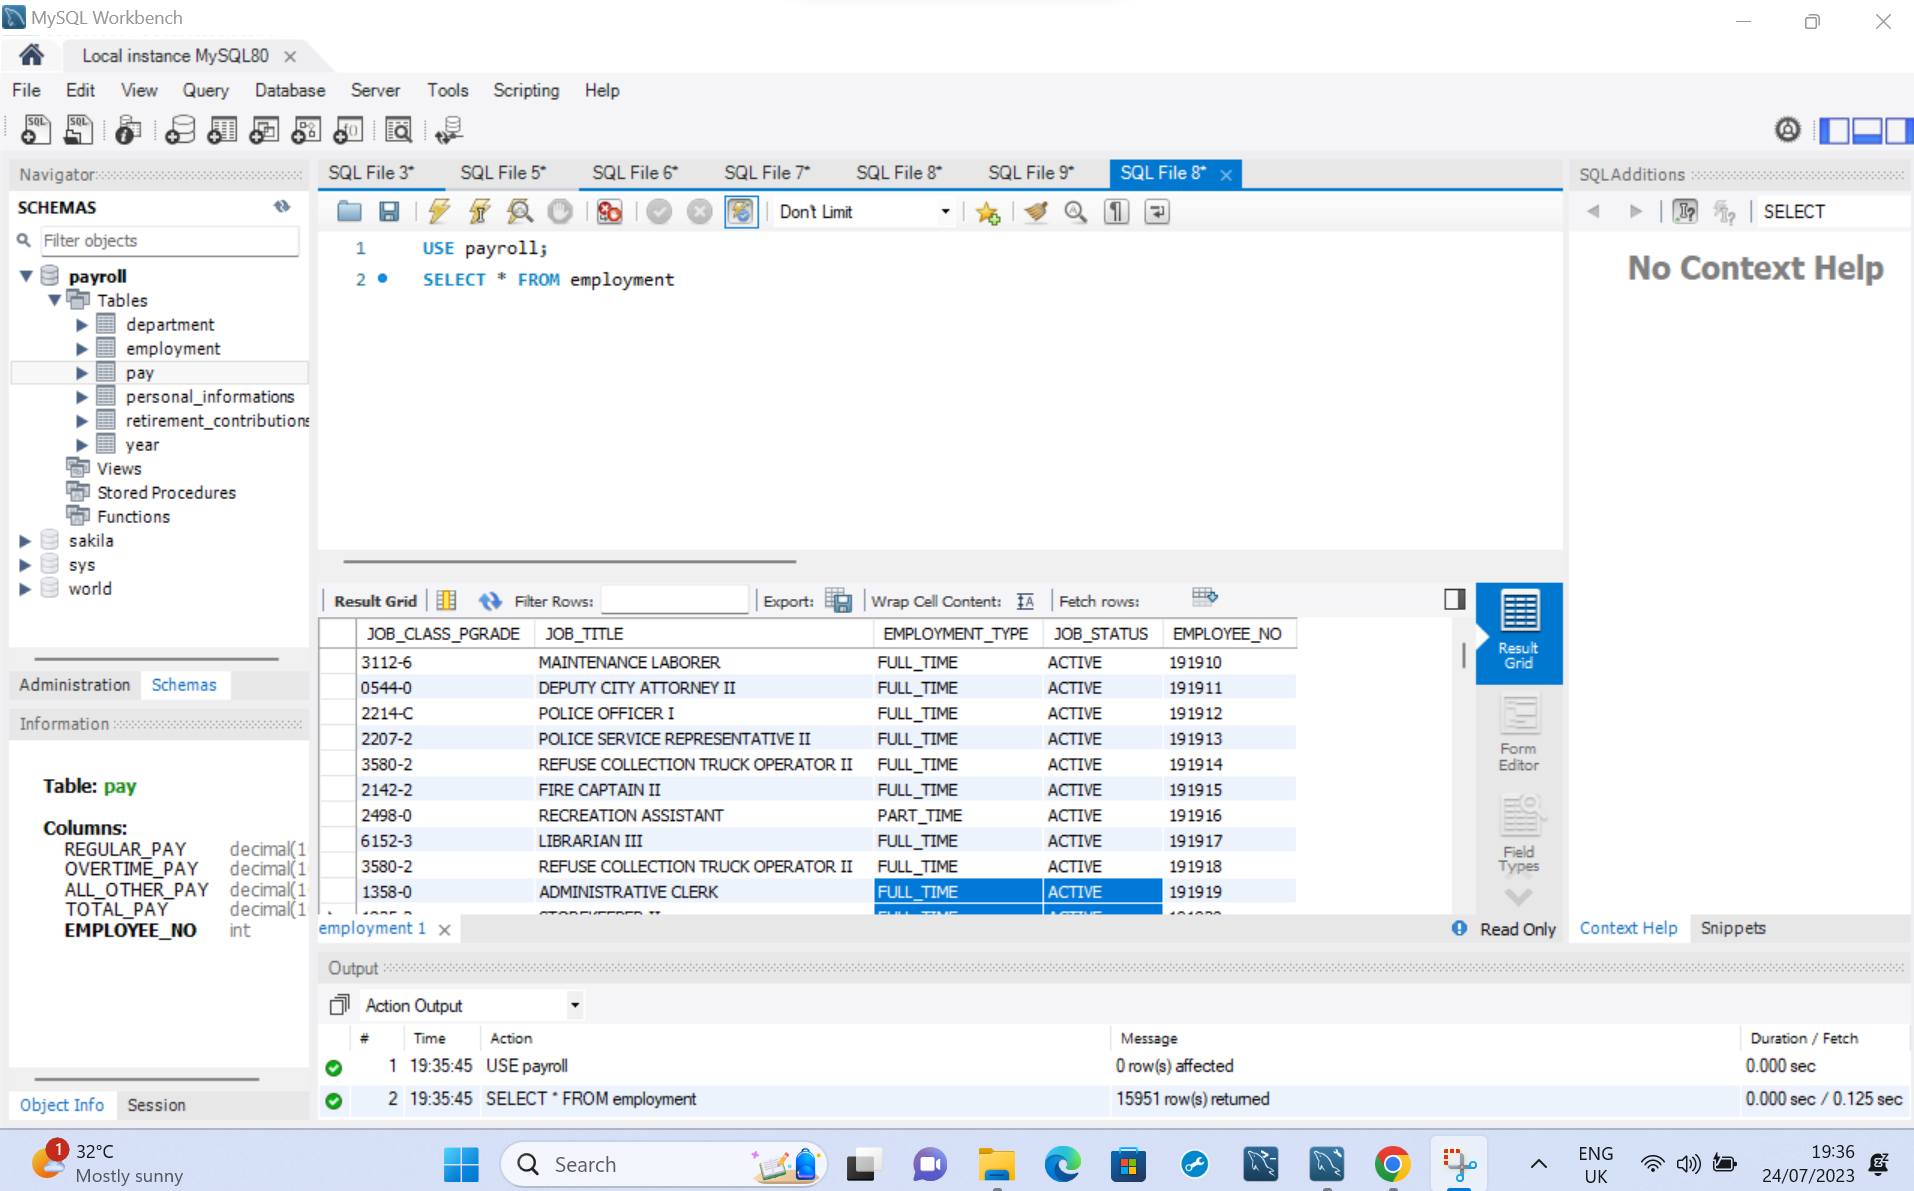 MySQL Workbench
Local instance MySQL80
File Edit View Query Database Server Tools Scripting Help
Navigator
SCHEMAS
Filter objects
payroll
Tables
department
employment
pay
personal_informations
retirement_contributions
year
Views
Stored Procedures
Functions
sakila
sys
world
Administration Schemas
Information
Table: pay
Columns:
REGULAR_PAY decimal(1
OVERTIME_PAY decimal(1
ALL_OTHER_PAY decimal(1
TOTAL_PAY decimal(1
EMPLOYEE_NO int
Object Info Session
SQL File 3* SQL File 5* SQL File 6* SQL File 7* SQL File 8* SQL File 9* SQL File 8*
Don't Limit
1 USE payroll;
2 SELECT * FROM employment
Result Grid Filter Rows: Export: Wrap Cell Content: Fetch rows:
JOB_CLASS_PGRADE JOB_TITLE EMPLOYMENT_TYPE JOB_STATUS EMPLOYEE_NO
3112-6 MAINTENANCE LABORER FULL_TIME ACTIVE 191910
0544-0 DEPUTY CITY ATTORNEY II FULL_TIME ACTIVE 191911
2214-C POLICE OFFICER I FULL_TIME ACTIVE 191912
2207-2 POLICE SERVICE REPRESENTATIVE II FULL_TIME ACTIVE 191913
3580-2 REFUSE COLLECTION TRUCK OPERATOR II FULL_TIME ACTIVE 191914
2142-2 FIRE CAPTAIN II FULL_TIME ACTIVE 191915
2498-0 RECREATION ASSISTANT PART_TIME ACTIVE 191916
6152-3 LIBRARIAN III FULL_TIME ACTIVE 191917
3580-2 REFUSE COLLECTION TRUCK OPERATOR II FULL_TIME ACTIVE 191918
1358-0 ADMINISTRATIVE CLERK FULL_TIME ACTIVE 191919
Result Grid
Form Editor
Field Types
employment 1
Read Only
SQLAdditions
SELECT
No Context Help
Context Help Snippets
Output
Action Output
# Time Action Message Duration / Fetch
1 19:35:45 USE payroll 0 row(s) affected 0.000 sec
2 19:35:45 SELECT * FROM employment 15951 row(s) returned 0.000 sec / 0.125 sec
1
32°C
Mostly sunny
Search
ENG
UK
19:36
24/07/2023